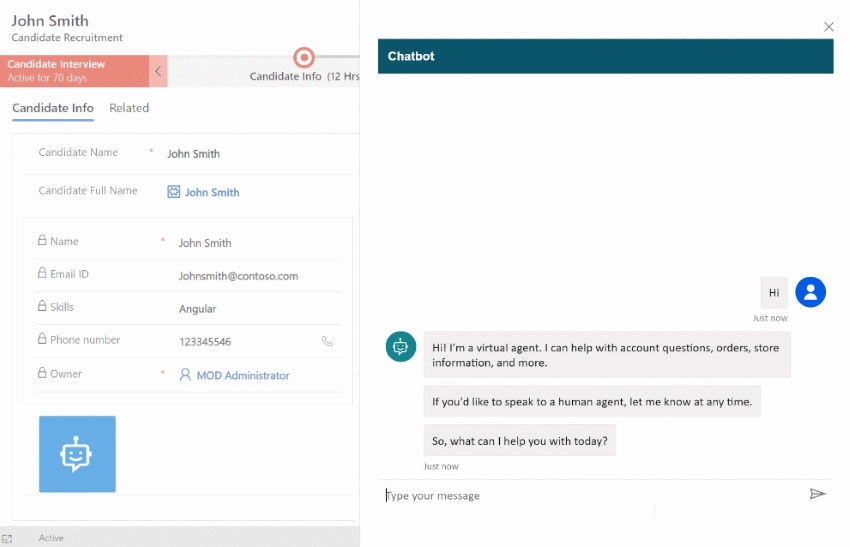 John Smith
Candidate Recruitment
Candidate Interview
Active for 70 days
Candidate Info (12 Hrs
Candidate Info Related
Candidate Name * John Smith
Candidate Full Name John Smith
Name * John Smith
Email ID Johnsmith@contoso.com
Skills Angular
Phone number 123345546
Owner * MOD Administrator
Active
Chatbot
Hi
Just now
Hi! I'm a virtual agent. I can help with account questions, orders, store
information, and more.
If you'd like to speak to a human agent, let me know at any time.
So, what can I help you with today?
Just now
Type your message